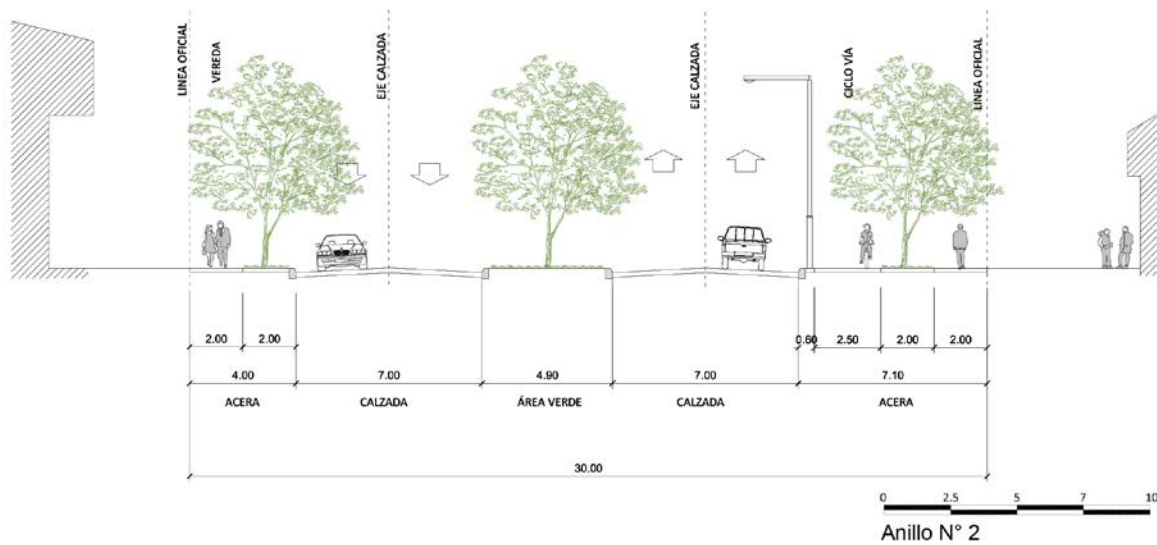 LINEA OFICIAL
VEREDA
EJE CALZADA
EJE CALZADA
CICLO VÍA
LINEA OFICIAL
2.00 2.00 0.60 2.50 2.00 2.00
4.00 7.00 4.90 7.00 7.10
ACERA CALZADA ÁREA VERDE CALZADA ACERA
30.00
0 2.5 5 7 10
Anillo N° 2